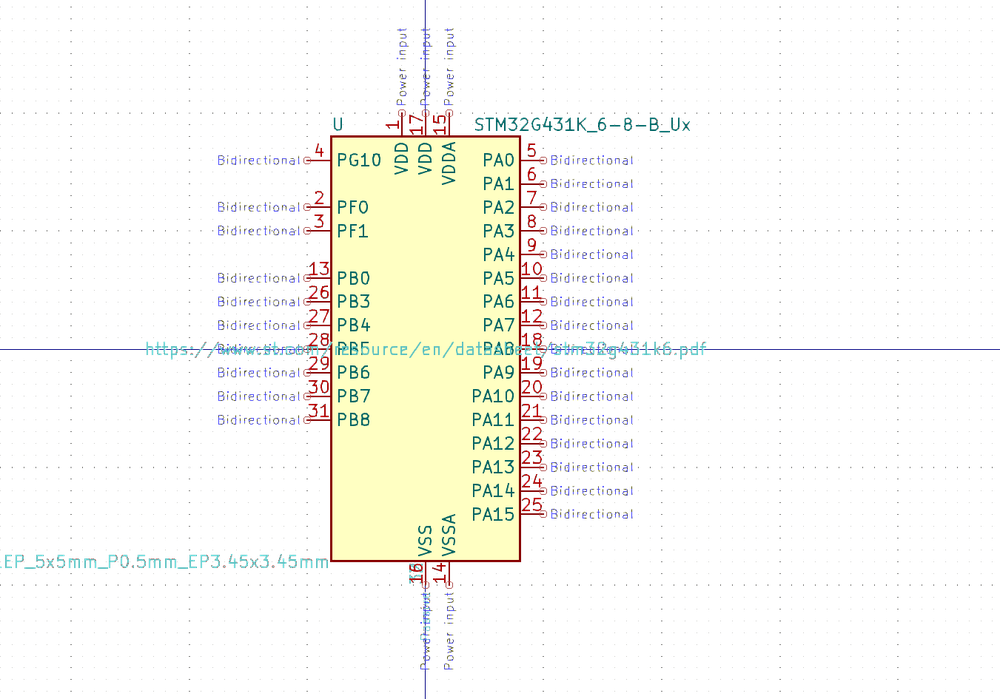 Power input Power input Power input
1 17 15
U STM32G431K_6-8-B_Ux
VDD VDD VDDA
Bidirectional 4 PG10 PA0 5 Bidirectional
PA1 6 Bidirectional
Bidirectional 2 PF0 PA2 7 Bidirectional
Bidirectional 3 PF1 PA3 8 Bidirectional
PA4 9 Bidirectional
Bidirectional 13 PB0 PA5 10 Bidirectional
Bidirectional 26 PB3 PA6 11 Bidirectional
Bidirectional 27 PB4 PA7 12 Bidirectional
28 PB5 PA8 18
https://www.st.com/resource/en/datasheet/stm32g431k6.pdf
Bidirectional 29 PB6 PA9 19 Bidirectional
Bidirectional 30 PB7 PA10 20 Bidirectional
Bidirectional 31 PB8 PA11 21 Bidirectional
PA12 22 Bidirectional
PA13 23 Bidirectional
PA14 24 Bidirectional
PA15 25 Bidirectional
VSS VSSA
LEP_5x5mm_P0.5mm_EP3.45x3.45mm
16 14
Power input Power input